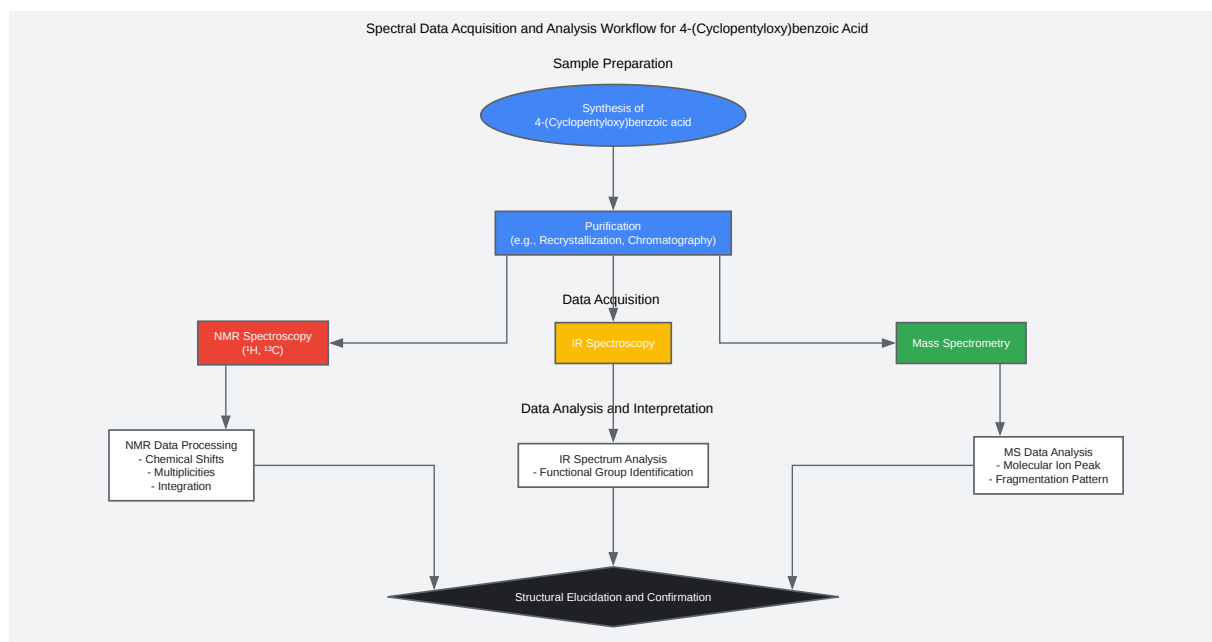 Spectral Data Acquisition and Analysis Workflow for 4-(Cyclopentyloxy)benzoic Acid
Sample Preparation
Synthesis of
4-(Cyclopentyloxy)benzoic acid
Purification
(e.g., Recrystallization, Chromatography)
Data Acquisition
NMR Spectroscopy
(¹H, ¹³C)
IR Spectroscopy
Mass Spectrometry
Data Analysis and Interpretation
NMR Data Processing
- Chemical Shifts
- Multiplicities
- Integration
IR Spectrum Analysis
- Functional Group Identification
MS Data Analysis
- Molecular Ion Peak
- Fragmentation Pattern
Structural Elucidation and Confirmation